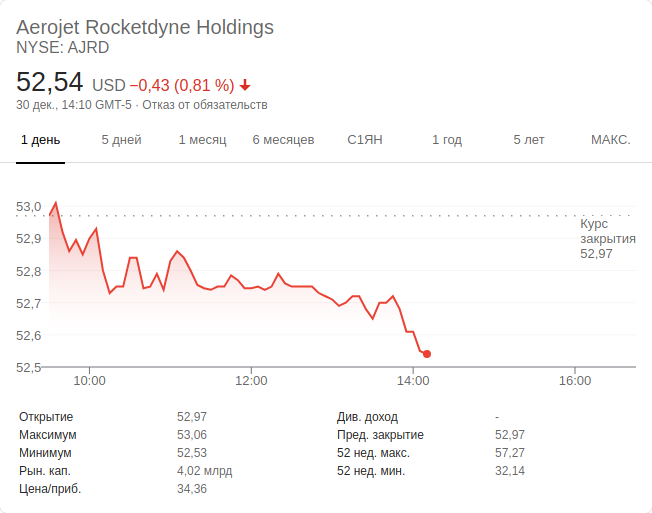 Aerojet Rocketdyne Holdings
NYSE: AJRD
52,54 USD −0,43 (0,81 %)
30 дек., 14:10 GMT-5 · Отказ от обязательств
1 день 5 дней 1 месяц 6 месяцев С1ЯН 1 год 5 лет МАКС.
53,0
52,9
52,8
52,7
52,6
52,5
Курс
закрытия
52,97
10:00 12:00 14:00 16:00
Открытие 52,97
Максимум 53,06
Минимум 52,53
Рын. кап. 4,02 млрд
Цена/приб. 34,36
Див. доход -
Пред. закрытие 52,97
52 нед. макс. 57,27
52 нед. мин. 32,14